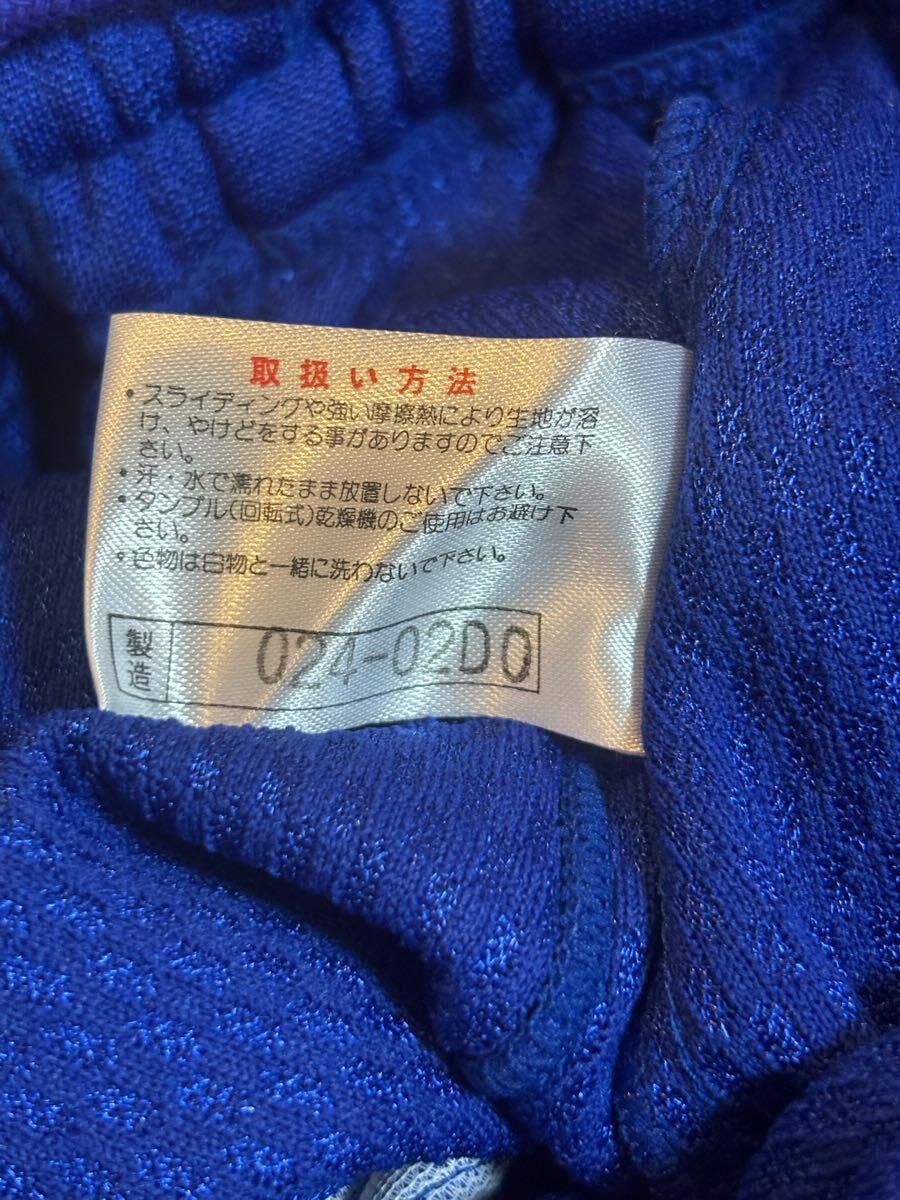 取扱い方法
・スライディングや強い摩擦熱により生地が溶
け、やけどをする事がありますのでご注意下
さい。
・汗・水で濡れたまま放置しないで下さい。
・タンブル(回転式)乾燥機のご使用はお避け下
さい。
・色物は白物と一緒に洗わないで下さい。
製造 024-02D0